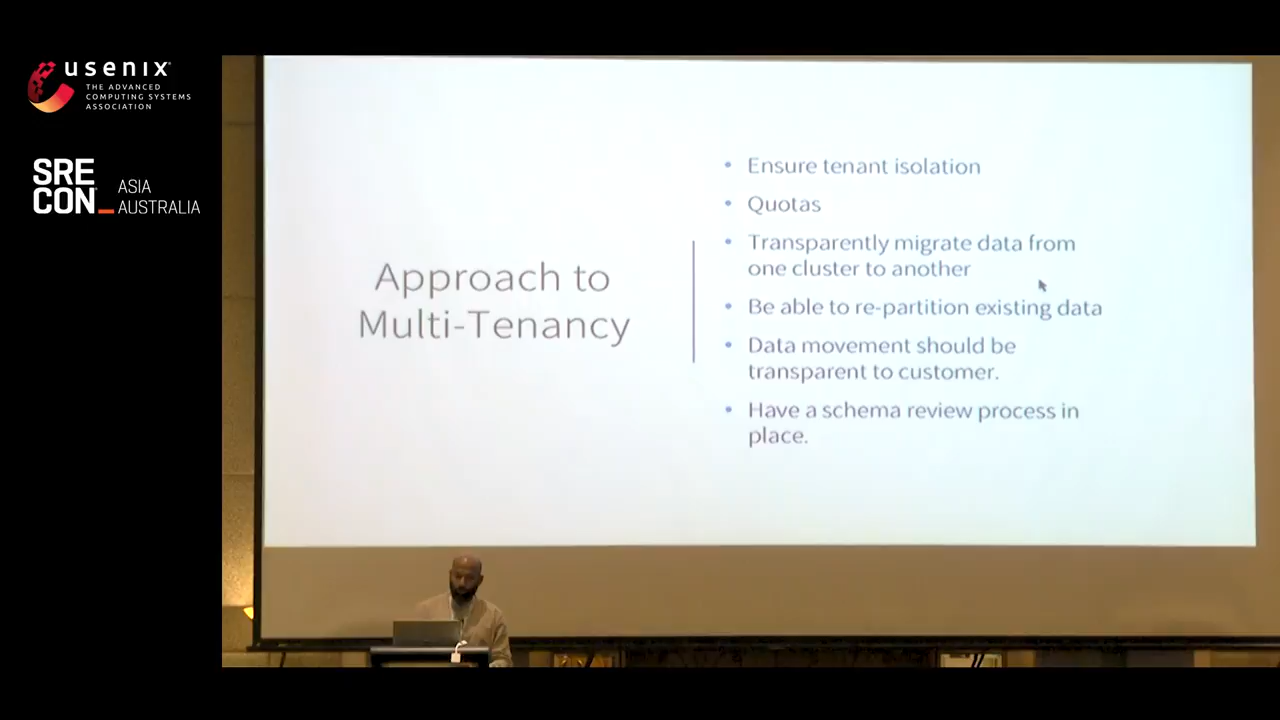 usenix
THE ADVANCED
COMPUTING SYSTEMS
ASSOCIATION
SRE
CON
ASIA
AUSTRALIA
Approach to
Multi-Tenancy
• Ensure tenant isolation
• Quotas
• Transparently migrate data from
one cluster to another
• Be able to re-partition existing data
• Data movement should be
transparent to customer.
• Have a schema review process in
place.